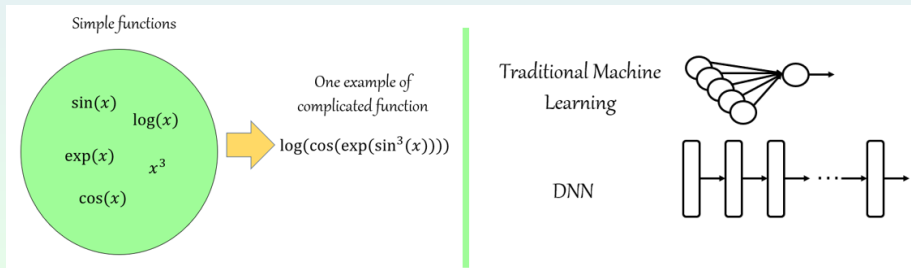 Simple functions
sin(x)
log(x)
exp(x)
x³
cos(x)
One example of
complicated function
log(cos(exp(sin³(x))))
Traditional Machine
Learning
DNN